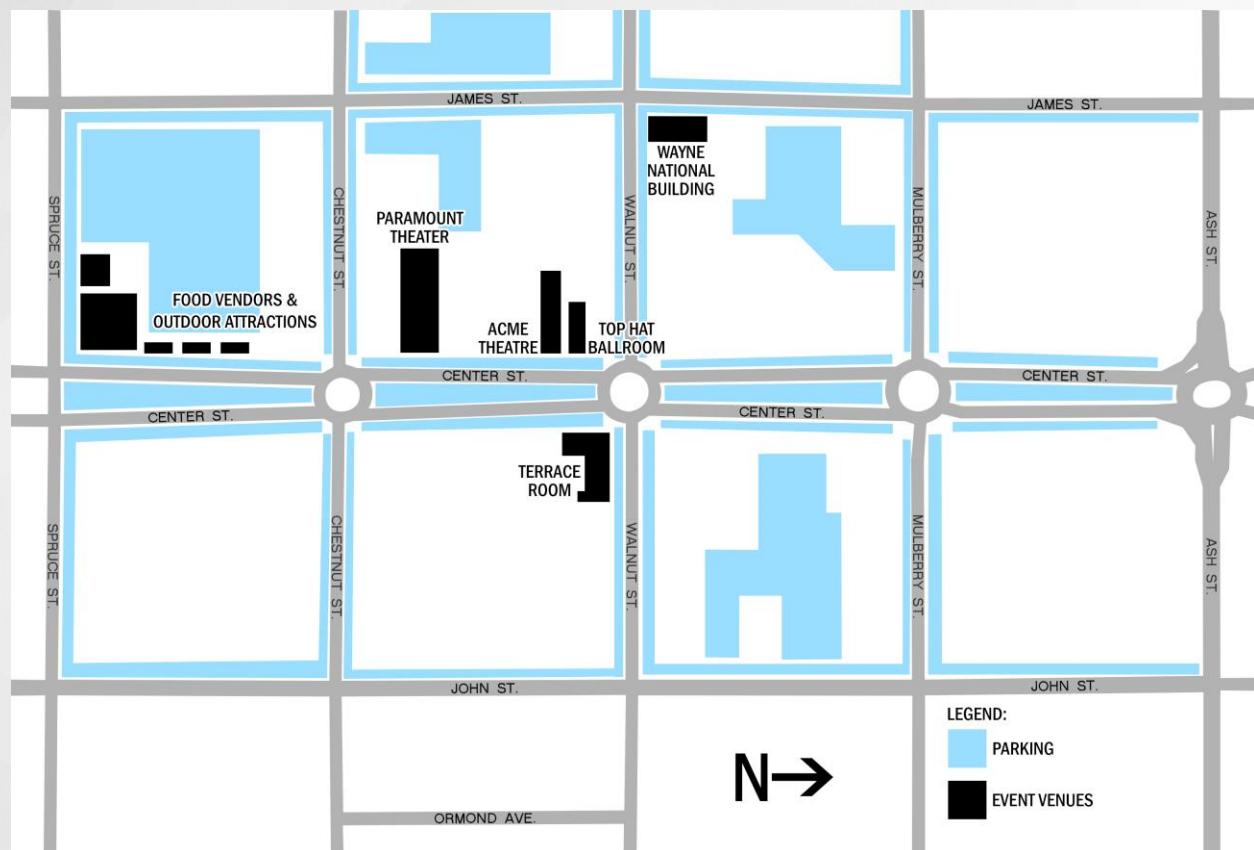 JAMES ST.
JAMES ST.
WAYNE
NATIONAL
BUILDING
SPRUCE ST.
CHESTNUT ST.
WALNUT ST.
MULBERRY ST.
ASH ST.
PARAMOUNT
THEATER
FOOD VENDORS &
OUTDOOR ATTRACTIONS
ACME
THEATRE
TOP HAT
BALLROOM
CENTER ST.
CENTER ST.
CENTER ST.
CENTER ST.
TERRACE
ROOM
SPRUCE ST.
CHESTNUT ST.
WALNUT ST.
MULBERRY ST.
ASH ST.
JOHN ST.
JOHN ST.
LEGEND:
PARKING
EVENT VENUES
N
ORMOND AVE.